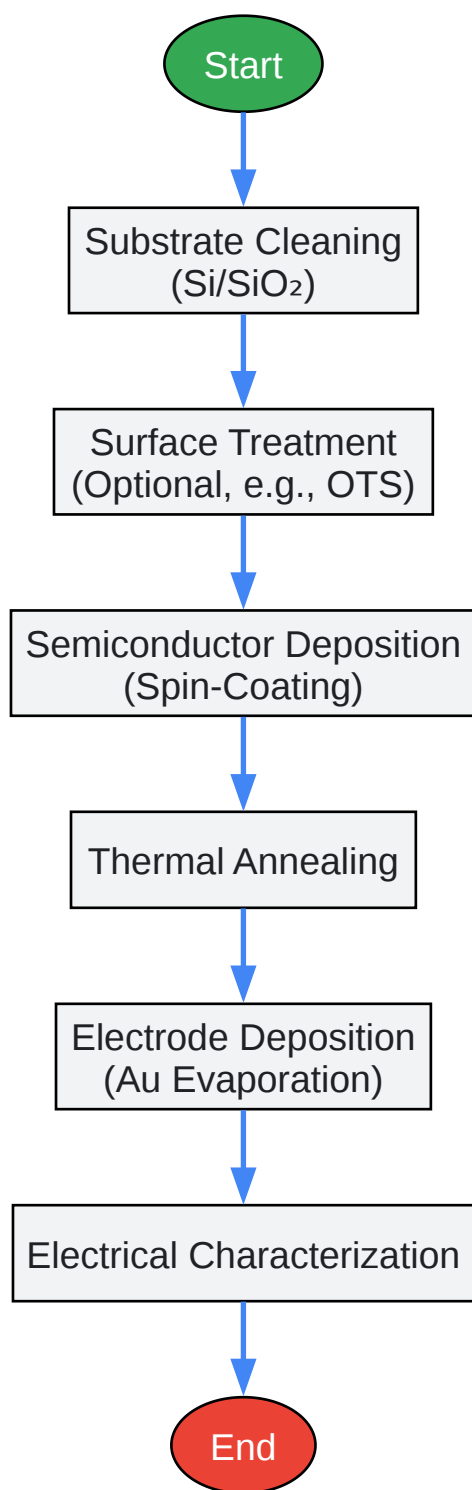 Start
Substrate Cleaning
(Si/SiO₂)
Surface Treatment
(Optional, e.g., OTS)
Semiconductor Deposition
(Spin-Coating)
Thermal Annealing
Electrode Deposition
(Au Evaporation)
Electrical Characterization
End